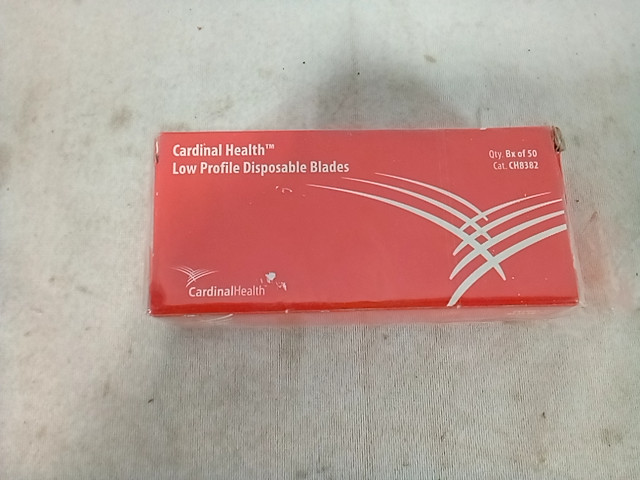 Cardinal Health™
Low Profile Disposable Blades
Qty. Bx of 50
Cat. CHB382
CardinalHealth